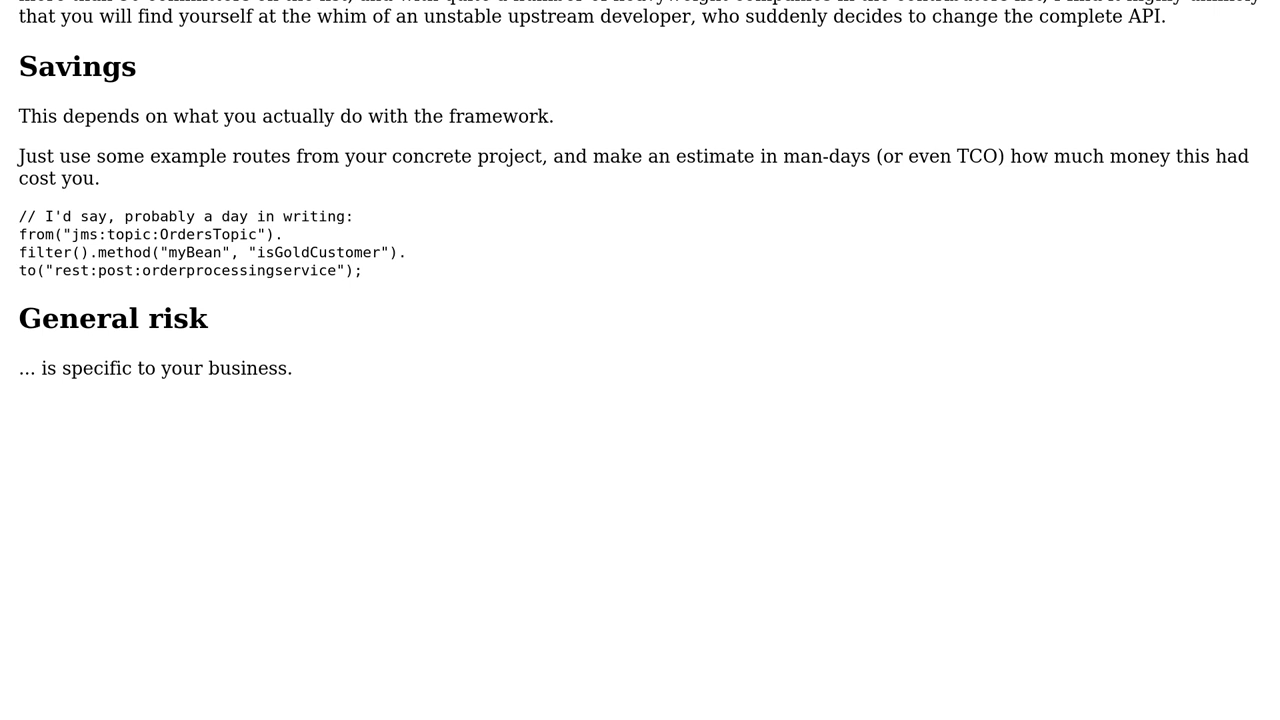 that you will find yourself at the whim of an unstable upstream developer, who suddenly decides to change the complete API.
Savings
This depends on what you actually do with the framework.
Just use some example routes from your concrete project, and make an estimate in man-days (or even TCO) how much money this had
cost you.
// I'd say, probably a day in writing:
from("jms:topic:OrdersTopic").
filter().method("myBean", "isGoldCustomer").
to("rest:post:orderprocessingservice");
General risk
... is specific to your business.